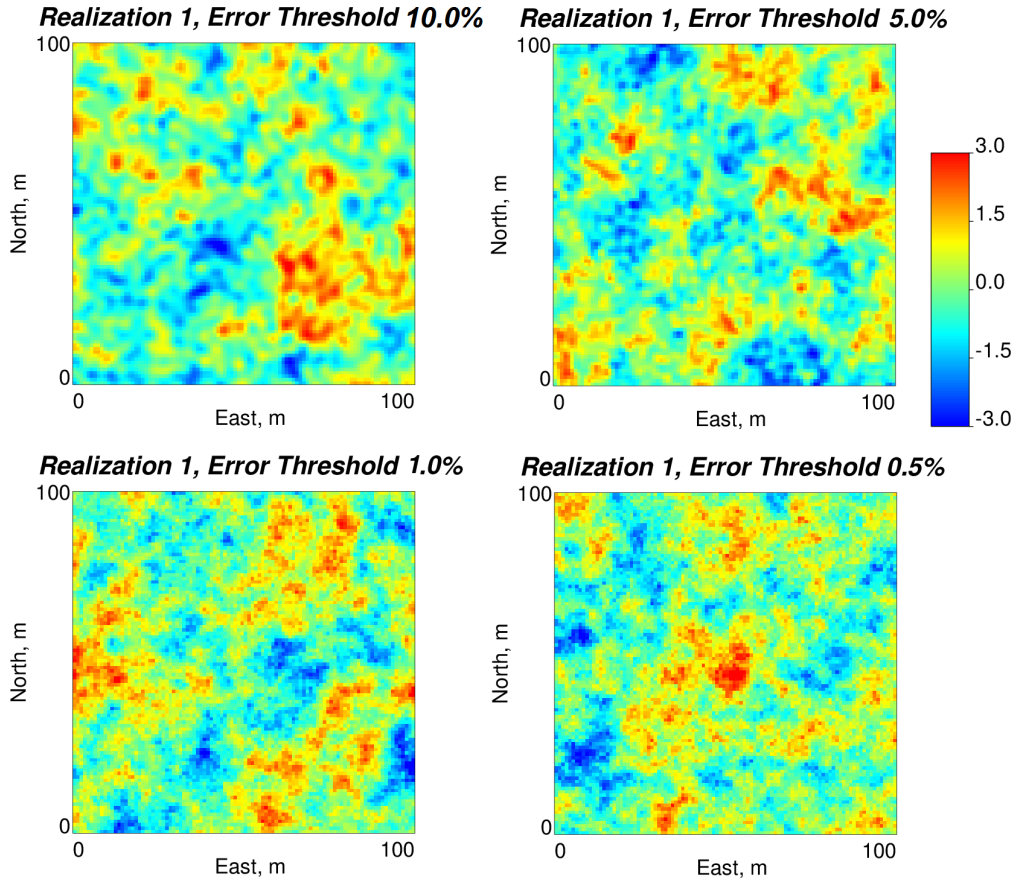 Realization 1, Error Threshold 10.0%
100
North, m
0
0
100
East, m
Realization 1, Error Threshold 5.0%
100
North, m
0
0
100
East, m
3.0
1.5
0.0
-1.5
-3.0
Realization 1, Error Threshold 1.0%
100
North, m
0
0
100
East, m
Realization 1, Error Threshold 0.5%
100
North, m
0
0
100
East, m